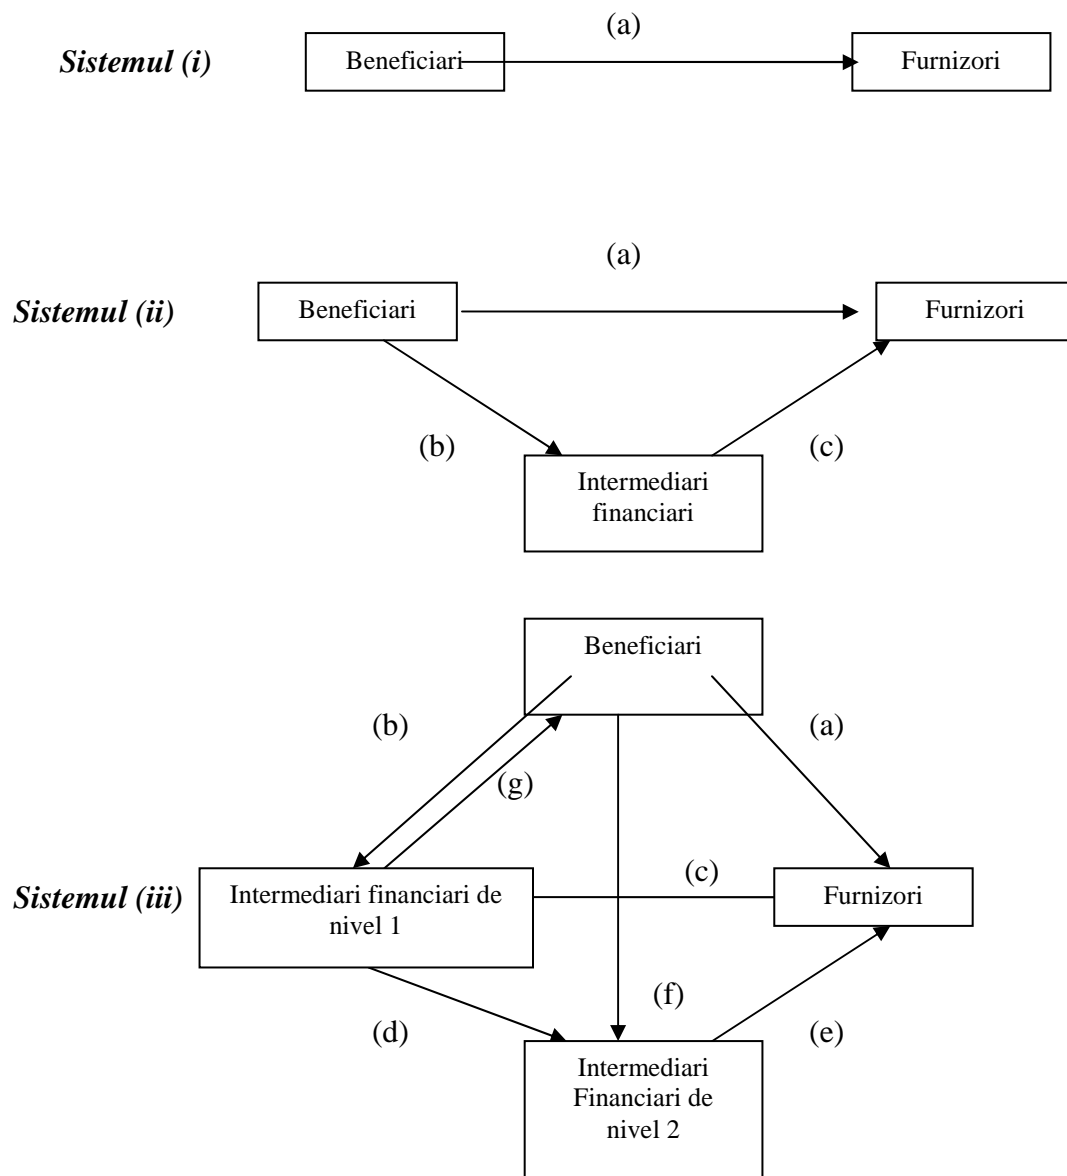 (a)
Sistemul (i)
Beneficiari
Furnizori
(a)
Sistemul (ii)
Beneficiari
Furnizori
(b)
(c)
Intermediari
financiari
Beneficiari
(b)
(a)
(g)
Sistemul (iii)
Intermediari financiari de
nivel 1
(c)
Furnizori
(d)
(f)
(e)
Intermediari
Financiari de
nivel 2